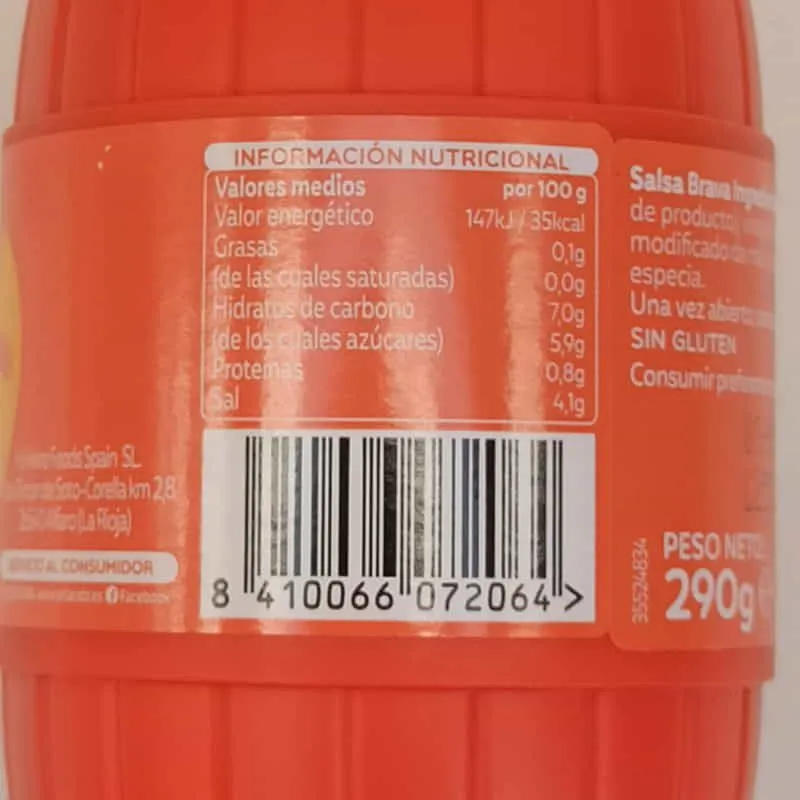 INFORMACIÓN NUTRICIONAL
Valores medios por 100 g
Valor energético 147kJ / 35kcal
Grasas 0,1g
(de las cuales saturadas) 0,0g
Hidratos de carbono 7,0g
(de los cuales azúcares) 5,9g
Proteínas 0,8g
Sal 4,1g
8 410066 072064 >
Foods Spain SL.
Soto-Corella km 2,8
(La Rioja)
AL CONSUMIDOR
Facebook
Salsa Brava
de
modificado de
especia.
Una vez abierto,
SIN GLUTEN
Consumir
35524834
PESO NETO
290g e